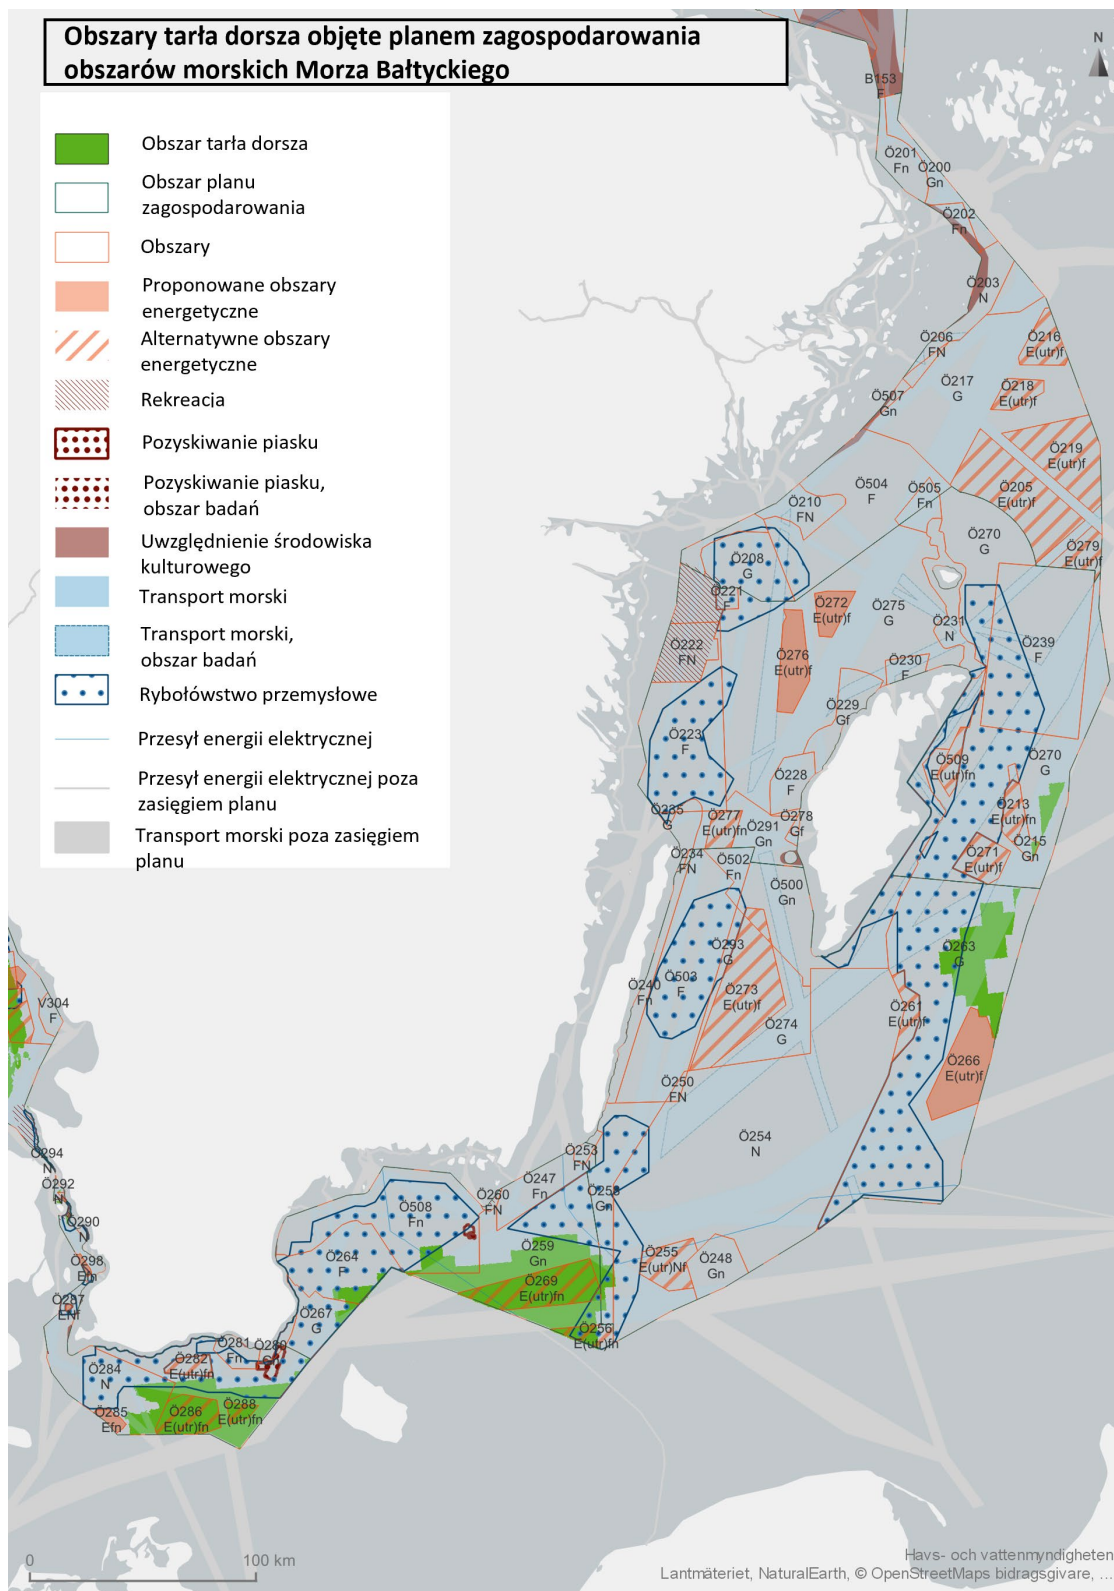 Obszary tarła dorsza objęte planem zagospodarowania
obszarów morskich Morza Bałtyckiego
N
Obszar tarła dorsza
Obszar planu
zagospodarowania
Obszary
Proponowane obszary
energetyczne
Alternatywne obszary
energetyczne
Rekreacja
Pozyskiwanie piasku
Pozyskiwanie piasku,
obszar badań
Uwzględnienie środowiska
kulturowego
Transport morski
Transport morski,
obszar badań
Rybołówstwo przemysłowe
Przesył energii elektrycznej
Przesył energii elektrycznej poza
zasięgiem planu
Transport morski poza zasięgiem
planu
B153
F
Ö201
Fn
Ö200
Gn
Ö202
Fn
Ö203
N
Ö206
FN
Ö216
E(utr)f
Ö217
G
Ö218
E(utr)f
Ö507
Gn
Ö219
E(utr)f
Ö205
E(utr)f
Ö504
F
Ö505
Fn
Ö210
FN
Ö270
G
Ö279
E(utr)f
Ö208
G
Ö221
F
Ö272
E(utr)f
Ö275
G
Ö231
N
Ö239
F
Ö222
FN
Ö276
E(utr)f
Ö230
F
Ö229
Gf
Ö223
F
Ö228
F
Ö509
E(utr)fn
Ö270
G
Ö235
G
Ö277
E(utr)fn
Ö291
Gn
Ö278
Gf
Ö213
E(utr)fn
Ö215
Gn
Ö271
E(utr)f
Ö234
FN
Ö502
Fn
Ö500
Gn
Ö293
G
Ö503
F
Ö240
Fn
Ö273
E(utr)f
Ö274
G
Ö263
G
Ö261
E(utr)f
Ö266
E(utr)f
Ö250
FN
Ö254
N
V304
F
Ö294
N
Ö292
N
Ö290
N
Ö298
Efn
Ö287
ENf
Ö253
FN
Ö247
Fn
Ö260
FN
Ö258
Gn
Ö508
Fn
Ö259
Gn
Ö255
E(utr)Nf
Ö248
Gn
Ö264
F
Ö269
E(utr)fn
Ö267
G
Ö256
E(utr)fn
Ö281
Fn
Ö280
Gn
Ö282
E(utr)fn
Ö284
N
Ö285
Efn
Ö286
E(utr)fn
Ö288
E(utr)fn
0 100 km
Havs- och vattenmyndigheten
Lantmäteriet, NaturalEarth, © OpenStreetMaps bidragsgivare, ...